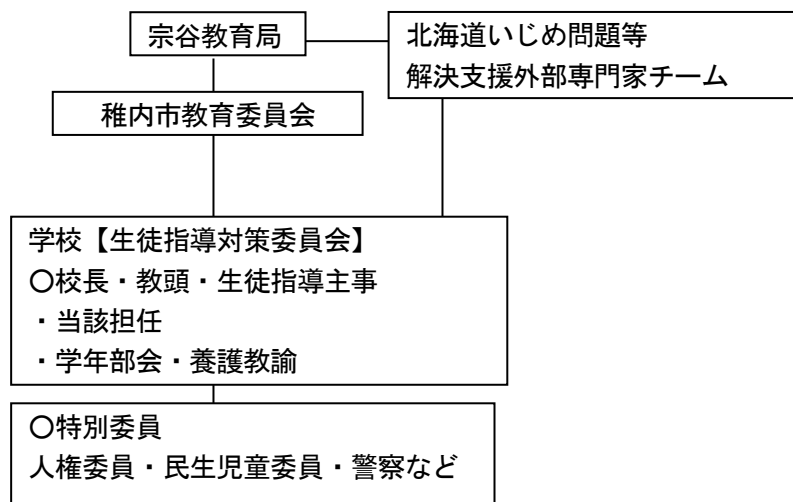 宗谷教育局
北海道いじめ問題等
解決支援外部専門家チーム
稚内市教育委員会
学校【生徒指導対策委員会】
〇校長・教頭・生徒指導主事
・当該担任
・学年部会・養護教諭
〇特別委員
人権委員・民生児童委員・警察など